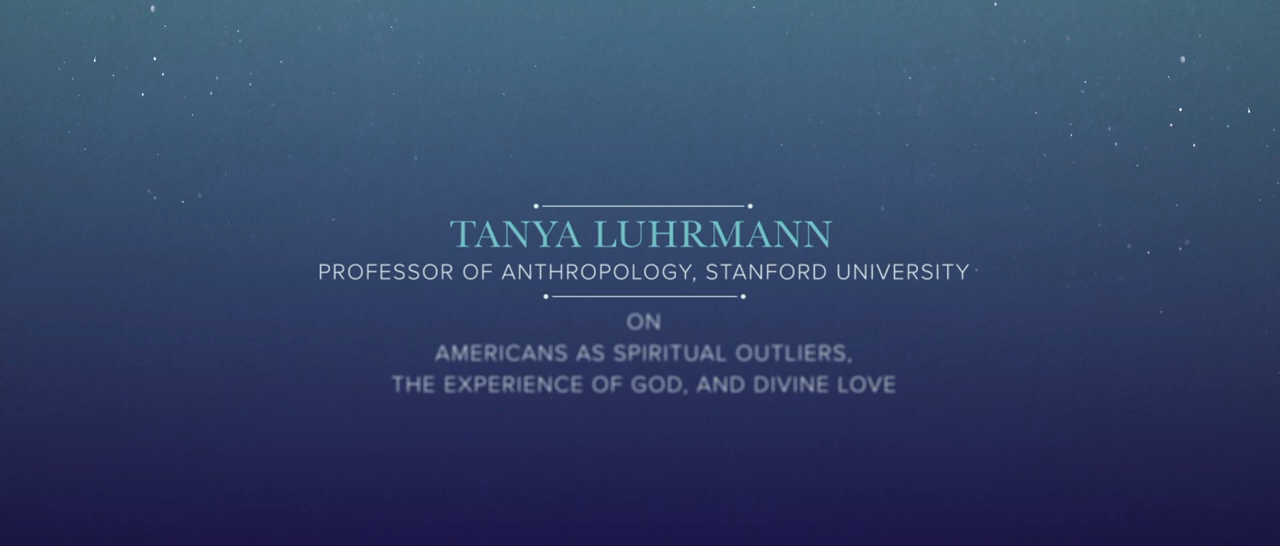 TANYA LUHRMANN
PROFESSOR OF ANTHROPOLOGY, STANFORD UNIVERSITY
ON
AMERICANS AS SPIRITUAL OUTLIERS,
THE EXPERIENCE OF GOD, AND DIVINE LOVE